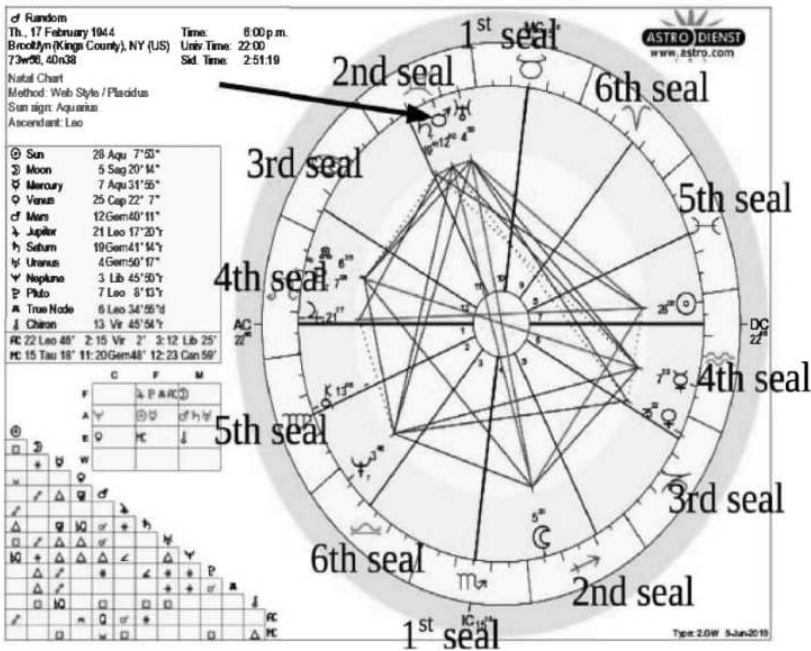 ♂ Random
Th., 17 February 1944 Time: 6:00 p.m.
Brooklyn (Kings County), NY (US) Univ.Time: 22:00
73w56, 40n38 Sid. Time: 2:51:19
Natal Chart
Method: Web Style / Placidus
Sun sign: Aquarius
Ascendant: Leo
ASTRO DIENST
www.astro.com
1st seal
2nd seal
6th seal
3rd seal
5th seal
4th seal
☉ Sun 28 Aqu 7'53"
☽ Moon 5 Sag 20'14"
☿ Mercury 7 Aqu 31'55"
♀ Venus 25 Cap 22' 7"
♂ Mars 12 Gem 40'11"
♃ Jupiter 21 Leo 17'20"r
♄ Saturn 19 Gem 41'14"r
♅ Uranus 4 Gem 50'17"
♆ Neptune 3 Lib 45'50"r
♇ Pluto 7 Leo 8'13"r
True Node 6 Leo 34'55"d
Chiron 13 Vir 45'54"r
AC 22 Leo 46' 2:15 Vir 2' 3:12 Lib 25'
MC 15 Tau 18' 11:20 Gem 48' 12:23 Can 59'
AC
DC
C F M
F
A
E
W
4th seal
5th seal
3rd seal
6th seal
2nd seal
1st seal
IC
AC
MC
Type: 2.GW 9-Jun-2019